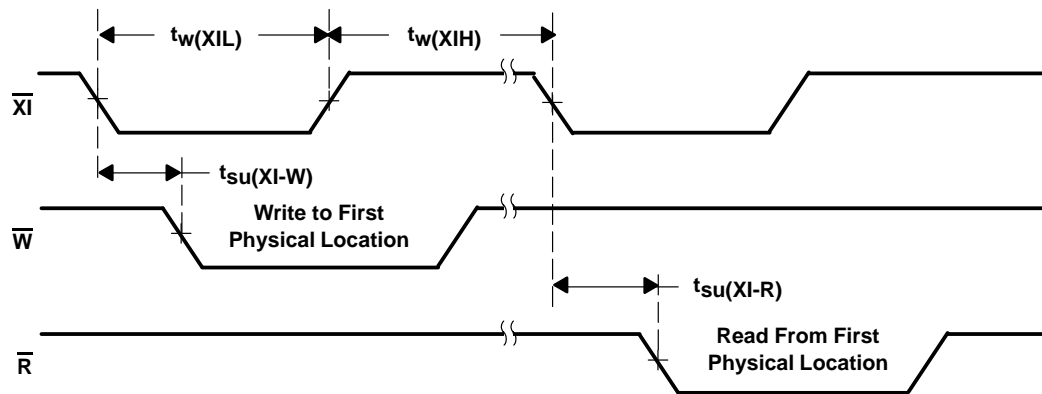 tw(XIL)
tw(XIH)
XI
tsu(XI-W)
Write to First
Physical Location
W
tsu(XI-R)
Read From First
Physical Location
R